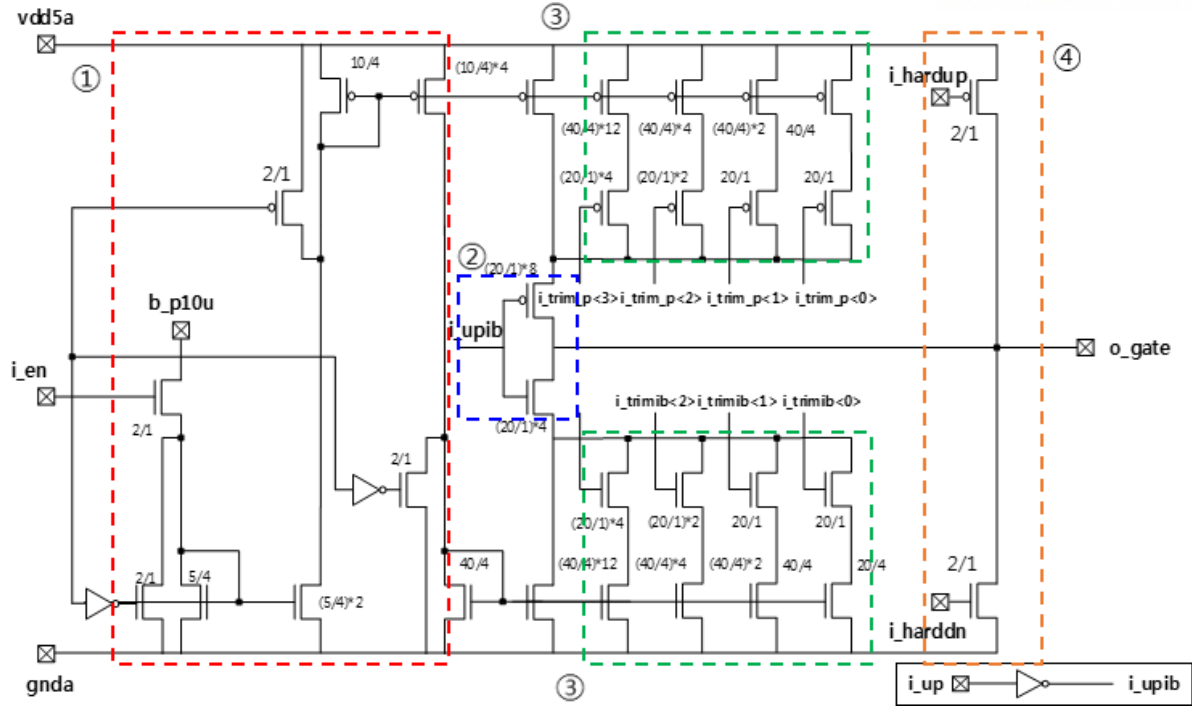 vdd5a
③
①
10/4
(10/4)*4
i_hardup
④
(40/4)*12
(40/4)*4
(40/4)*2
40/4
2/1
2/1
(20/1)*4
(20/1)*2
20/1
20/1
②
(20/1)*8
b_p10u
i_trim_p<3>
i_trim_p<2>
i_trim_p<1>
i_trim_p<0>
i_upib
o_gate
i_en
i_trimib<2>
i_trimib<1>
i_trimib<0>
2/1
(20/1)*4
2/1
(20/1)*4
(20/1)*2
20/1
20/1
2/1
5/4
40/4
(40/4)*12
(40/4)*4
(40/4)*2
40/4
20/4
2/1
(5/4)*2
i_harddn
gnda
③
i_up
i_upib